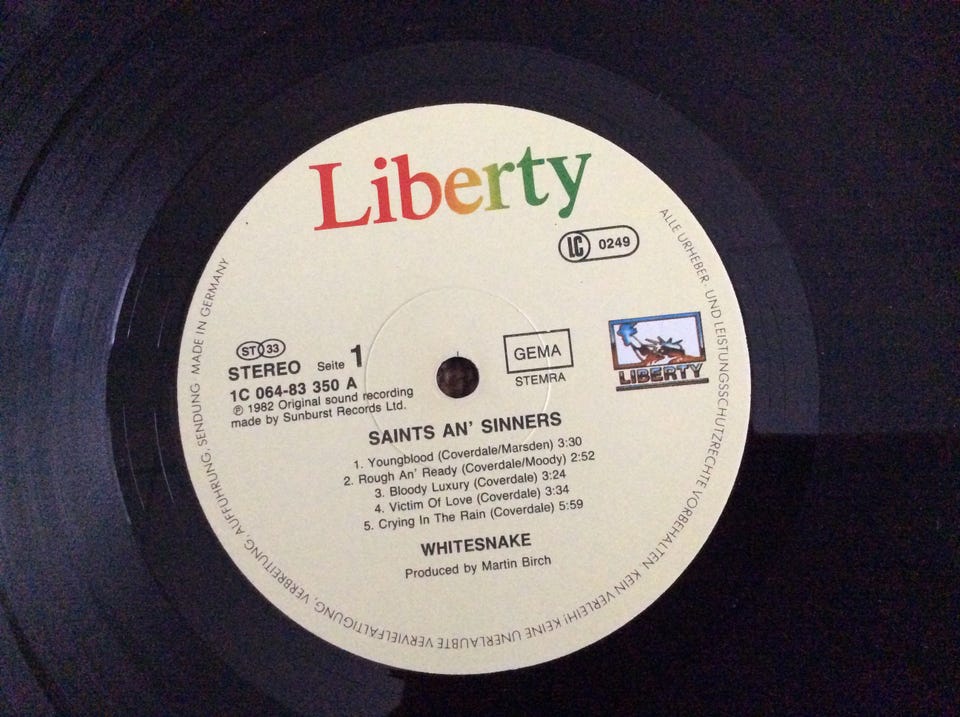 Liberty
LC 0249
ST 33
STEREO Seite 1
1C 064-83 350 A
℗ 1982 Original sound recording
made by Sunburst Records Ltd.
GEMA
STEMRA
LIBERTY
SAINTS AN' SINNERS
1. Youngblood (Coverdale/Marsden) 3:30
2. Rough An' Ready (Coverdale/Moody) 2:52
3. Bloody Luxury (Coverdale) 3:24
4. Victim Of Love (Coverdale) 3:34
5. Crying In The Rain (Coverdale) 5:59
WHITESNAKE
Produced by Martin Birch
ALLE URHEBER- UND LEISTUNGSSCHUTZRECHTE VORBEHALTEN. KEIN VERLEIH! KEINE UNERLAUBTE VERVIELFÄLTIGUNG, VERBREITUNG, AUFFÜHRUNG, SENDUNG MADE IN GERMANY